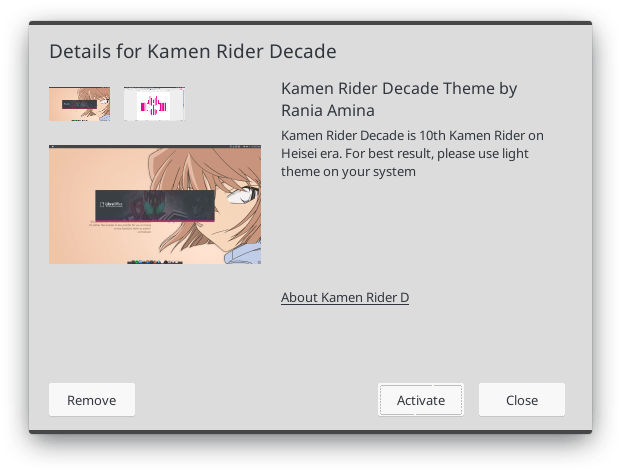 Details for Kamen Rider Decade
Kamen Rider Decade Theme by
Rania Amina
Kamen Rider Decade is 10th Kamen Rider on
Heisei era. For best result, please use light
theme on your system
LibreOffice
About Kamen Rider D
Remove
Activate
Close